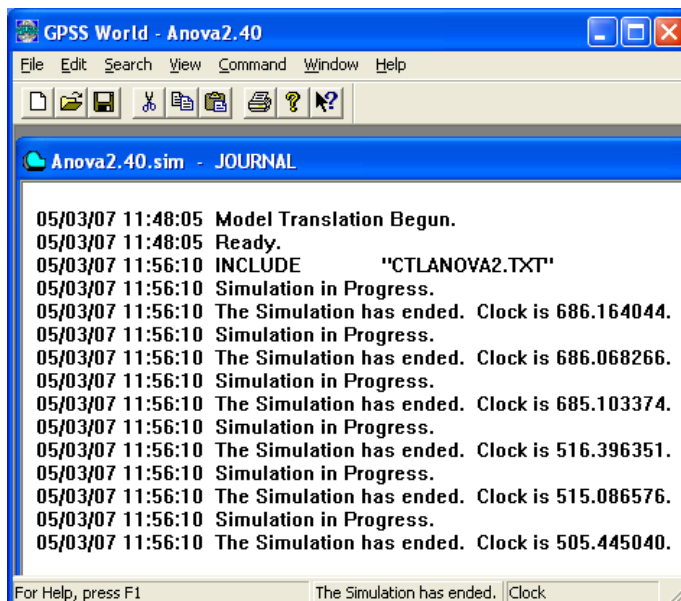 GPSS World - Anova2.40
File Edit Search View Command Window Help
Anova2.40.sim - JOURNAL
05/03/07 11:48:05 Model Translation Begun.
05/03/07 11:48:05 Ready.
05/03/07 11:56:10 INCLUDE "CTLANOVA2.TXT"
05/03/07 11:56:10 Simulation in Progress.
05/03/07 11:56:10 The Simulation has ended. Clock is 686.164044.
05/03/07 11:56:10 Simulation in Progress.
05/03/07 11:56:10 The Simulation has ended. Clock is 686.068266.
05/03/07 11:56:10 Simulation in Progress.
05/03/07 11:56:10 The Simulation has ended. Clock is 685.103374.
05/03/07 11:56:10 Simulation in Progress.
05/03/07 11:56:10 The Simulation has ended. Clock is 516.396351.
05/03/07 11:56:10 Simulation in Progress.
05/03/07 11:56:10 The Simulation has ended. Clock is 515.086576.
05/03/07 11:56:10 Simulation in Progress.
05/03/07 11:56:10 The Simulation has ended. Clock is 505.445040.
For Help, press F1 The Simulation has ended. Clock